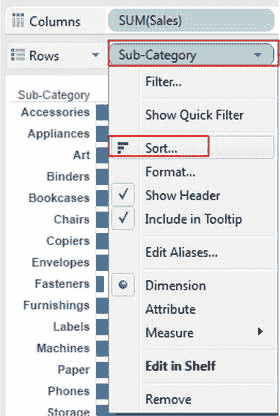 Columns SUM(Sales)
Rows Sub-Category
Sub-Category
Accessories
Appliances
Art
Binders
Bookcases
Chairs
Copiers
Envelopes
Fasteners
Furnishings
Labels
Machines
Paper
Phones
Storage
Filter...
Show Quick Filter
Sort...
Format...
Show Header
Include in Tooltip
Edit Aliases...
Dimension
Attribute
Measure
Edit in Shelf
Remove